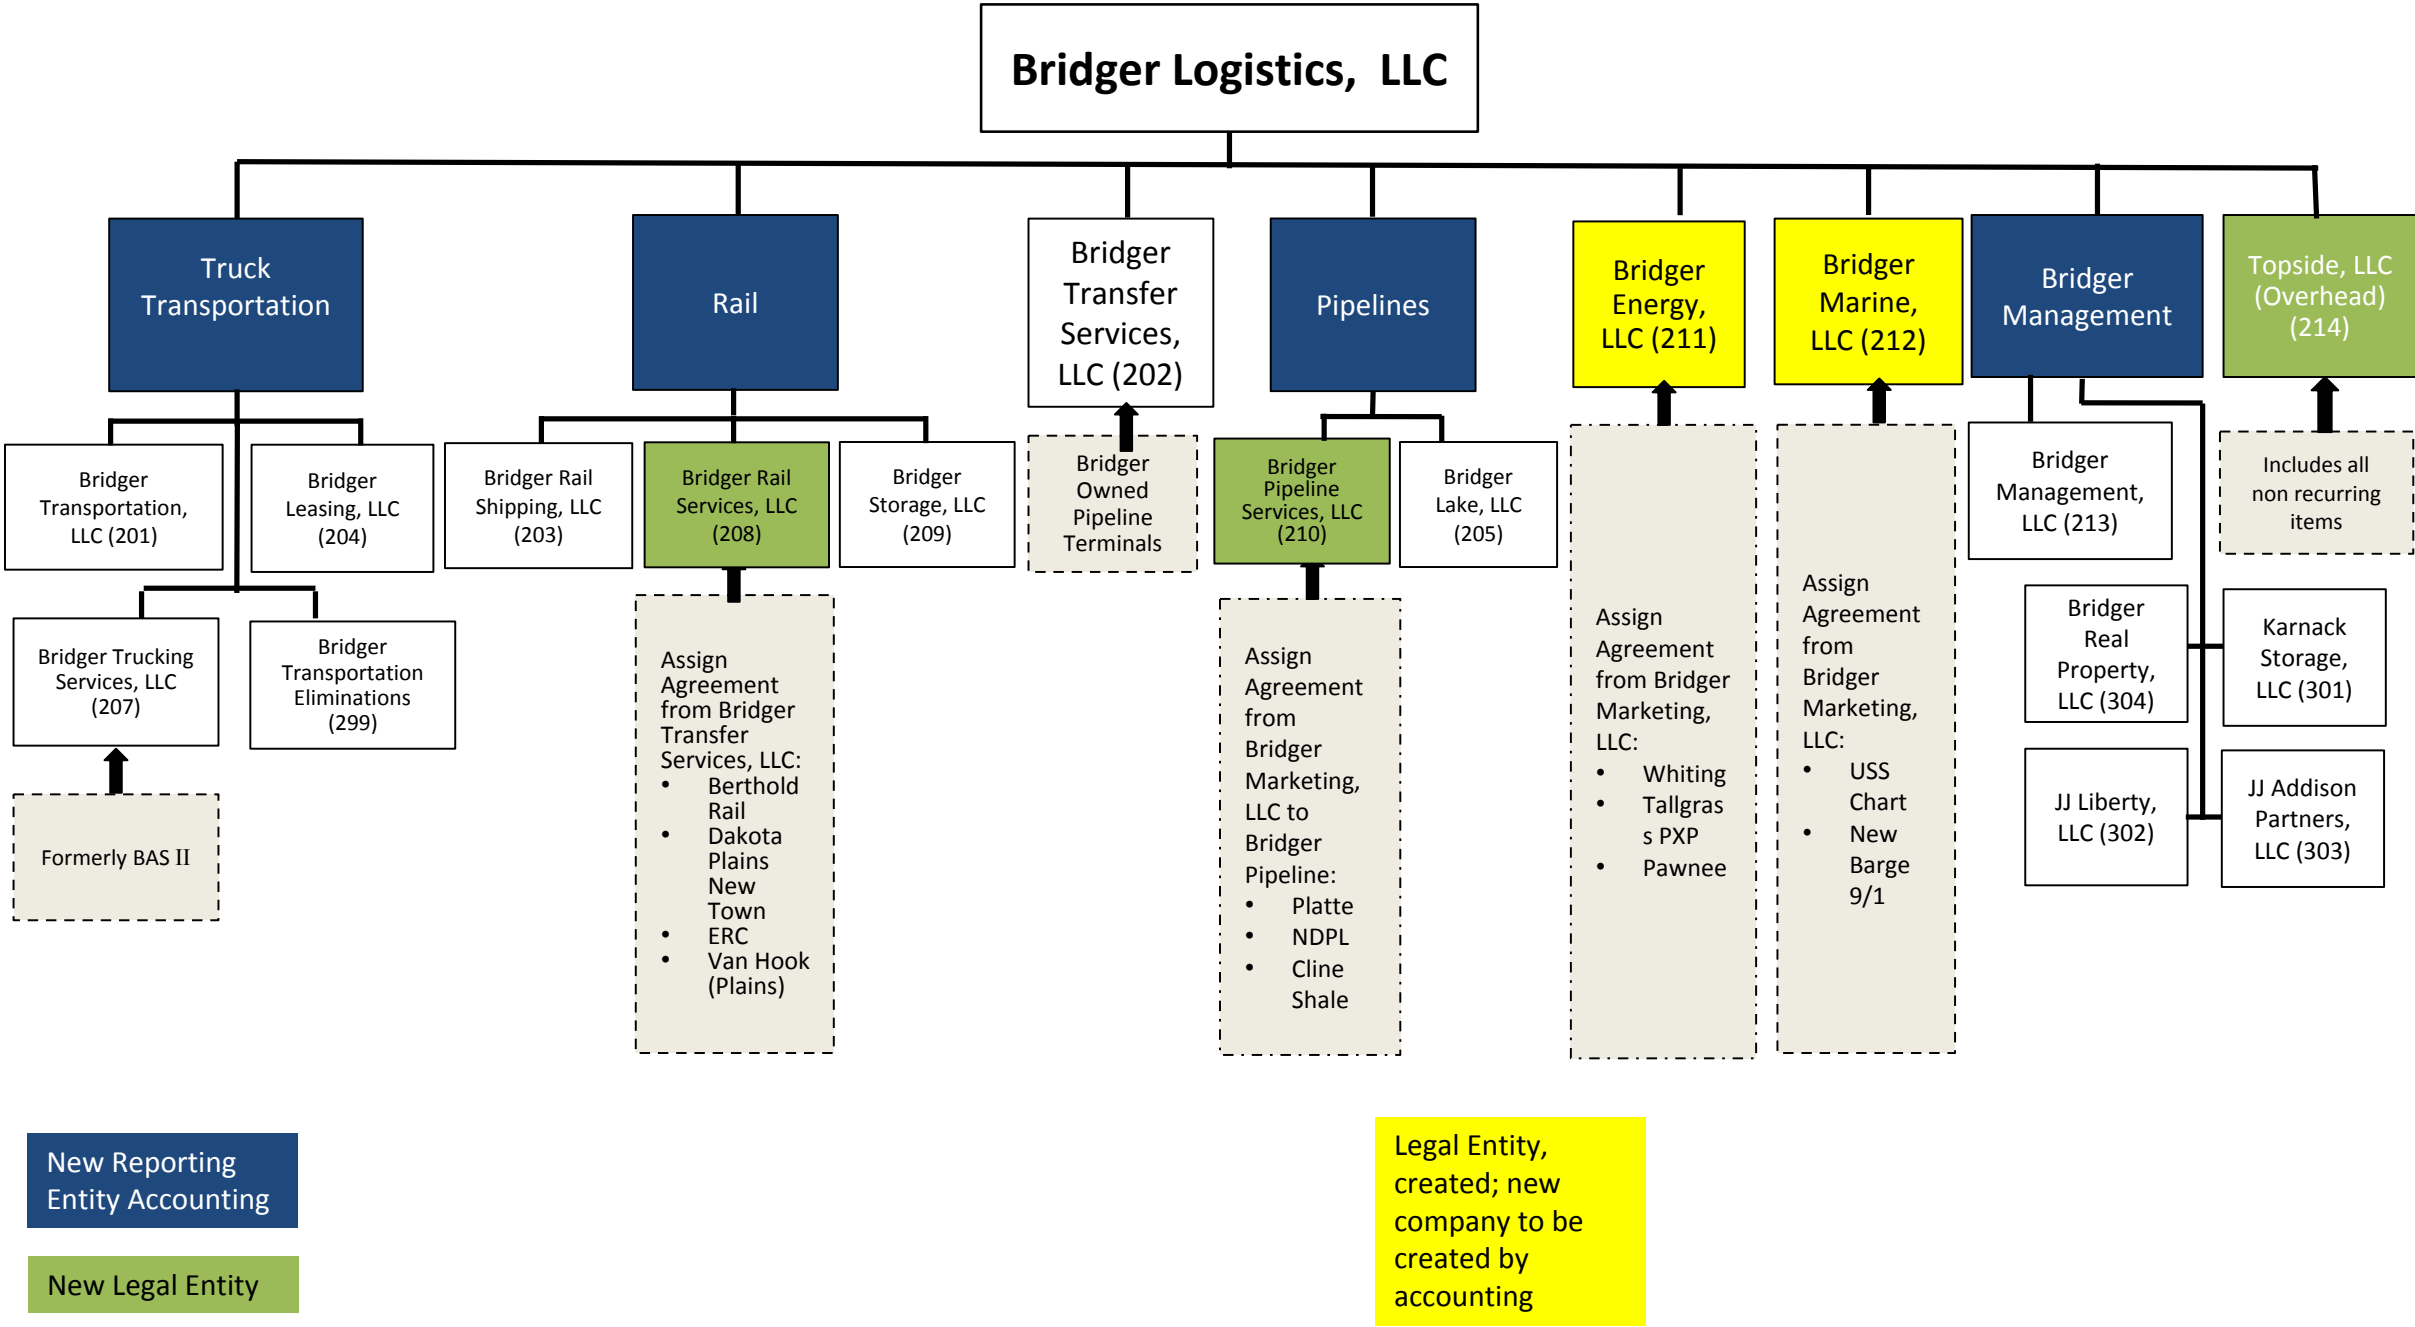 Bridger Logistics, LLC
Truck
Transportation
Rail
Bridger
Transfer
Services,
LLC (202)
Pipelines
Bridger
Energy,
LLC (211)
Bridger
Marine,
LLC (212)
Bridger
Management
Topside, LLC
(Overhead)
(214)
Bridger
Transportation,
LLC (201)
Bridger
Leasing, LLC
(204)
Bridger Rail
Shipping, LLC
(203)
Bridger Rail
Services, LLC
(208)
Bridger
Storage, LLC
(209)
Bridger
Owned
Pipeline
Terminals
Bridger
Pipeline
Services, LLC
(210)
Bridger
Lake, LLC
(205)
Bridger
Management,
LLC (213)
Includes all
non recurring
items
Bridger Trucking
Services, LLC
(207)
Bridger
Transportation
Eliminations
(299)
Formerly BAS II
Assign
Agreement
from Bridger
Transfer
Services, LLC:
• Berthold
Rail
• Dakota
Plains
New
Town
• ERC
• Van Hook
(Plains)
Assign
Agreement
from
Bridger
Marketing,
LLC to
Bridger
Pipeline:
• Platte
• NDPL
• Cline
Shale
Assign
Agreement
from Bridger
Marketing,
LLC:
• Whiting
• Tallgras
s PXP
• Pawnee
Assign
Agreement
from
Bridger
Marketing,
LLC:
• USS
Chart
• New
Barge
9/1
Bridger
Real
Property,
LLC (304)
Karnack
Storage,
LLC (301)
JJ Liberty,
LLC (302)
JJ Addison
Partners,
LLC (303)
New Reporting
Entity Accounting
New Legal Entity
Legal Entity,
created; new
company to be
created by
accounting